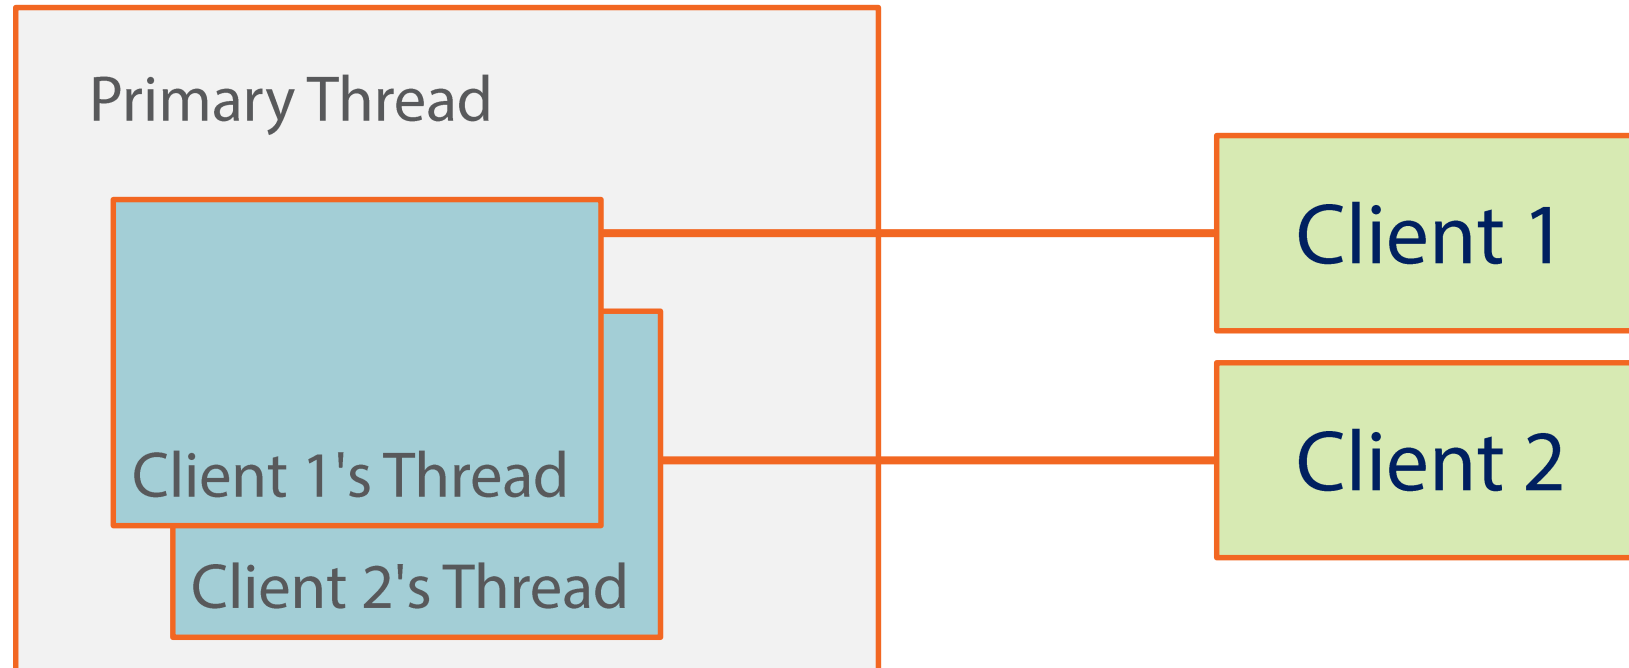 Primary Thread
Client 1
Client 1's Thread
Client 2
Client 2's Thread